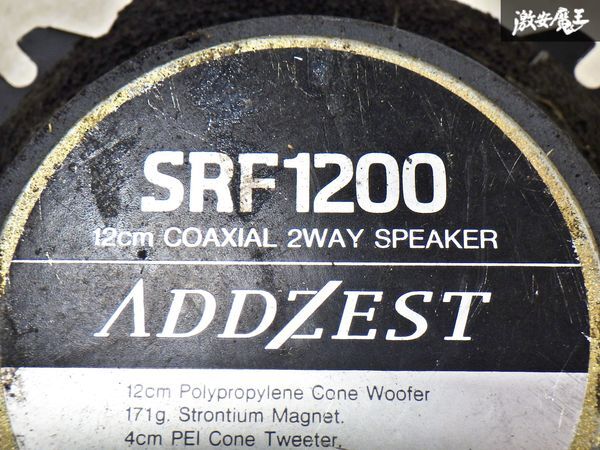 激安魔王
SRF1200
12cm COAXIAL 2WAY SPEAKER
ADDZEST
12cm Polypropylene Cone Woofer
171g. Strontium Magnet.
4cm PEI Cone Tweeter.